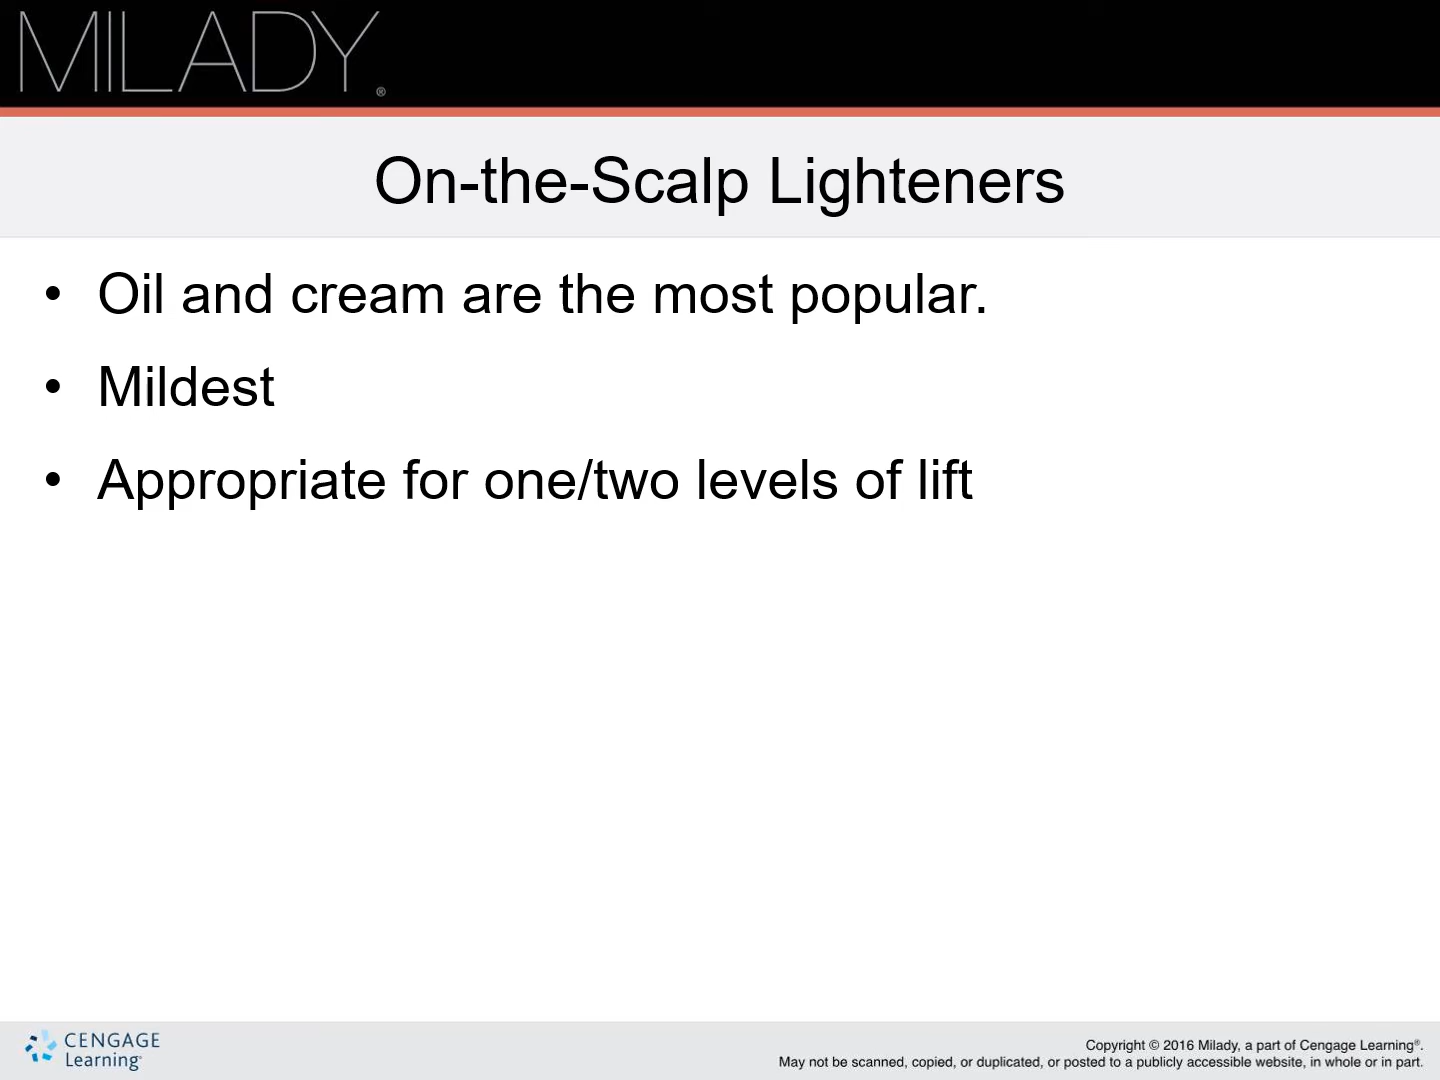 MILADY®
On-the-Scalp Lighteners
• Oil and cream are the most popular.
• Mildest
• Appropriate for one/two levels of lift
CENGAGE
Learning®
Copyright © 2016 Milady, a part of Cengage Learning®.
May not be scanned, copied, or duplicated, or posted to a publicly accessible website, in whole or in part.